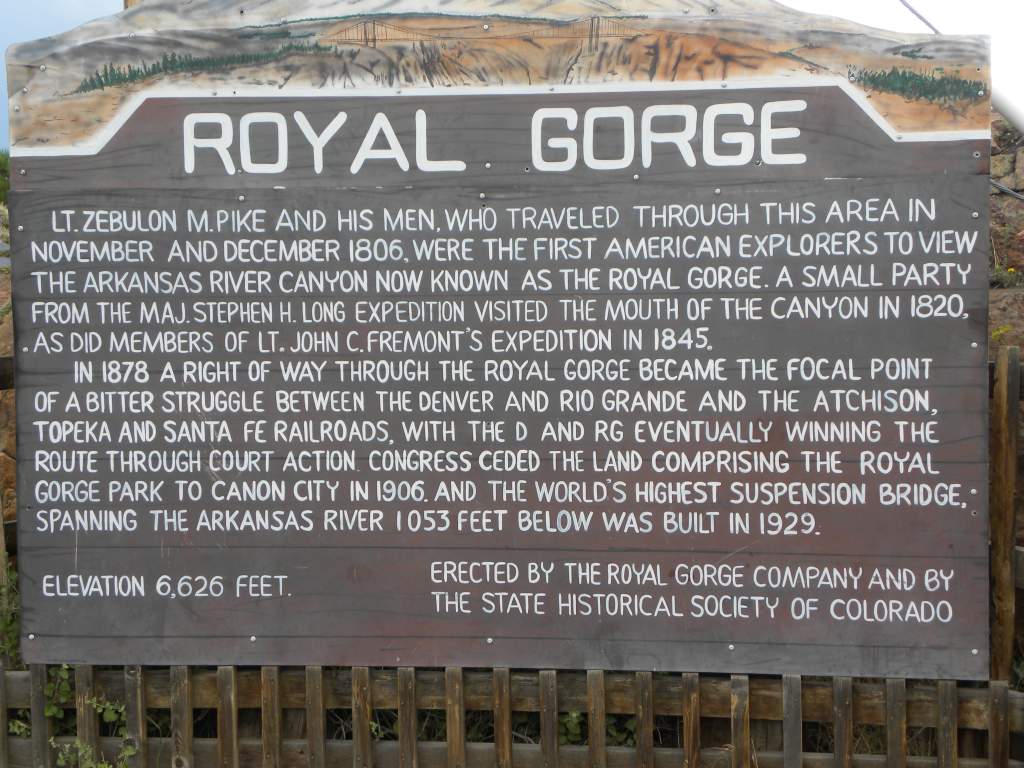 ROYAL GORGE
LT. ZEBULON M. PIKE AND HIS MEN, WHO TRAVELED THROUGH THIS AREA IN
NOVEMBER AND DECEMBER 1806, WERE THE FIRST AMERICAN EXPLORERS TO VIEW
THE ARKANSAS RIVER CANYON NOW KNOWN AS THE ROYAL GORGE. A SMALL PARTY
FROM THE MAJ. STEPHEN H. LONG EXPEDITION VISITED THE MOUTH OF THE CANYON IN 1820,
AS DID MEMBERS OF LT. JOHN C. FREMONT'S EXPEDITION IN 1845.
IN 1878 A RIGHT OF WAY THROUGH THE ROYAL GORGE BECAME THE FOCAL POINT
OF A BITTER STRUGGLE BETWEEN THE DENVER AND RIO GRANDE AND THE ATCHISON,
TOPEKA AND SANTA FE RAILROADS, WITH THE D AND RG EVENTUALLY WINNING THE
ROUTE THROUGH COURT ACTION. CONGRESS CEDED THE LAND COMPRISING THE ROYAL
GORGE PARK TO CANON CITY IN 1906. AND THE WORLD'S HIGHEST SUSPENSION BRIDGE,
SPANNING THE ARKANSAS RIVER 1053 FEET BELOW WAS BUILT IN 1929.
ELEVATION 6,626 FEET.
ERECTED BY THE ROYAL GORGE COMPANY AND BY
THE STATE HISTORICAL SOCIETY OF COLORADO